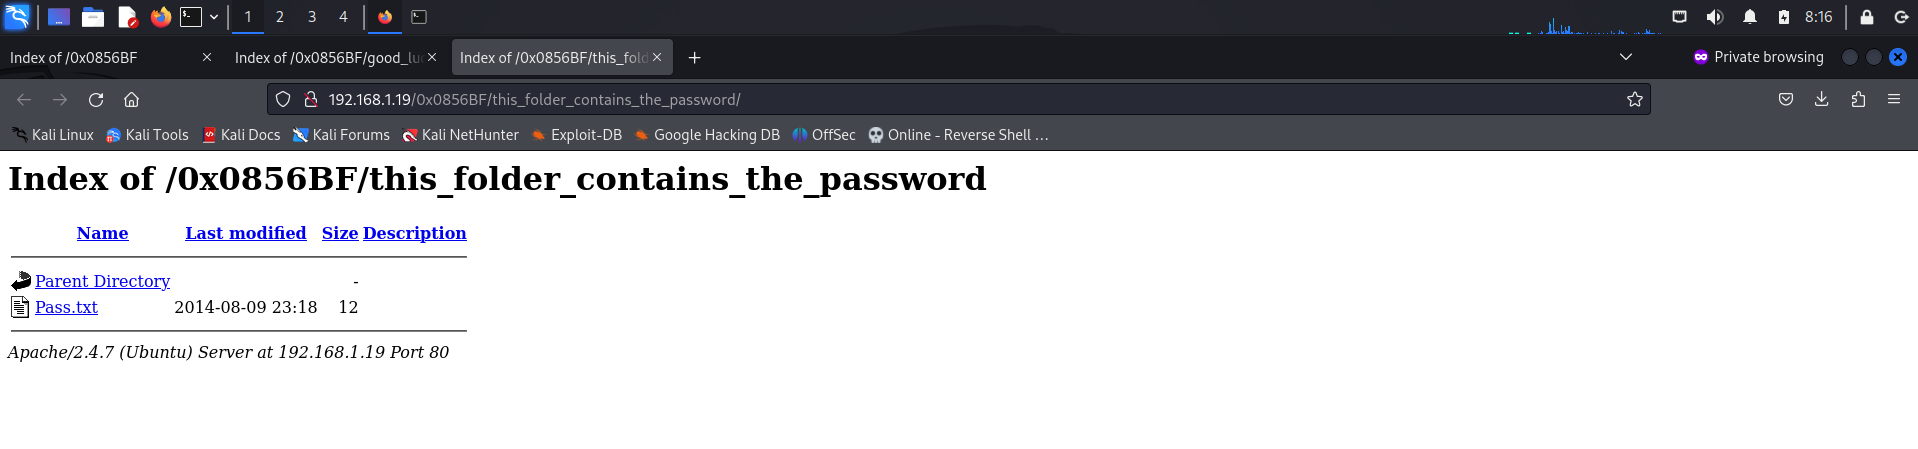 1 2 3 4 8:16
Index of /0x0856BF Index of /0x0856BF/good_luc Index of /0x0856BF/this_fold Private browsing
192.168.1.19/0x0856BF/this_folder_contains_the_password/
Kali Linux Kali Tools Kali Docs Kali Forums Kali NetHunter Exploit-DB Google Hacking DB OffSec Online - Reverse Shell …
Index of /0x0856BF/this_folder_contains_the_password
Name Last modified Size Description
Parent Directory -
Pass.txt 2014-08-09 23:18 12
Apache/2.4.7 (Ubuntu) Server at 192.168.1.19 Port 80